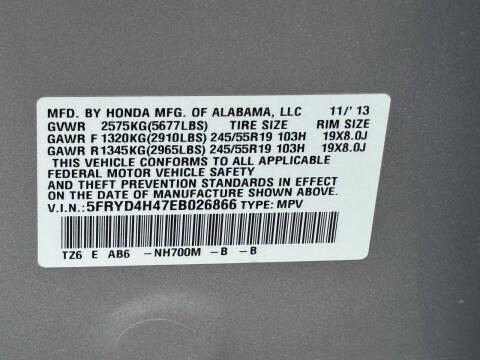 MFD. BY HONDA MFG. OF ALABAMA, LLC 11/' 13
GVWR 2575KG(5677LBS) TIRE SIZE RIM SIZE
GAWR F 1320KG(2910LBS) 245/55R19 103H 19X8.0J
GAWR R1345KG(2965LBS) 245/55R19 103H 19X8.0J
THIS VEHICLE CONFORMS TO ALL APPLICABLE
FEDERAL MOTOR VEHICLE SAFETY
AND THEFT PREVENTION STANDARDS IN EFFECT
ON THE DATE OF MANUFACTURE SHOWN ABOVE.
V.I.N.:5FRYD4H47EB026866 TYPE: MPV
TZ6 E AB6 -NH700M -B -B